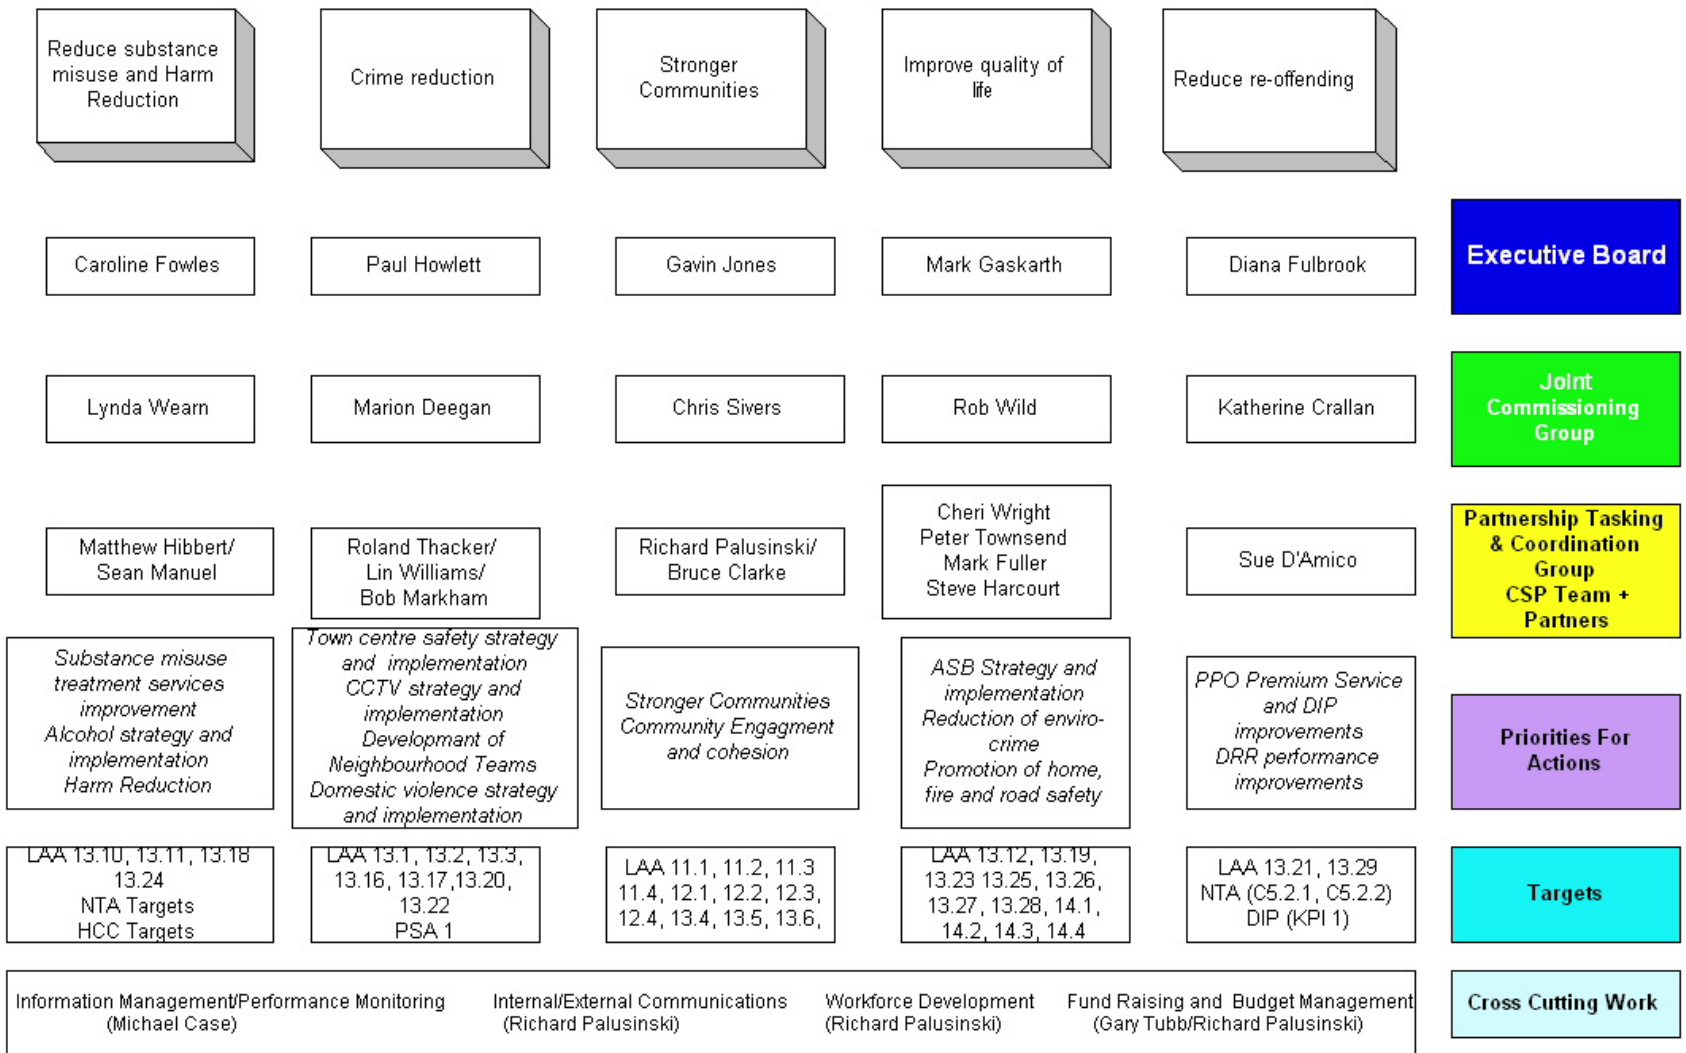 Reduce substance
misuse and Harm
Reduction
Crime reduction
Stronger
Communities
Improve quality of
life
Reduce re-offending
Caroline Fowles
Paul Howlett
Gavin Jones
Mark Gaskarth
Diana Fulbrook
Executive Board
Lynda Wearn
Marion Deegan
Chris Sivers
Rob Wild
Katherine Crallan
Joint
Commissioning
Group
Matthew Hibbert/
Sean Manuel
Roland Thacker/
Lin Williams/
Bob Markham
Richard Palusinski/
Bruce Clarke
Cheri Wright
Peter Townsend
Mark Fuller
Steve Harcourt
Sue D'Amico
Partnership Tasking
& Coordination
Group
CSP Team +
Partners
Substance misuse
treatment services
improvement
Alcohol strategy and
implementation
Harm Reduction
Town centre safety strategy
and implementation
CCTV strategy and
implementation
Development of
Neighbourhood Teams
Domestic violence strategy
and implementation
Stronger Communities
Community Engagment
and cohesion
ASB Strategy and
implementation
Reduction of enviro-
crime
Promotion of home,
fire and road safety
PPO Premium Service
and DIP
improvements
DRR performance
improvements
Priorities For
Actions
LAA 13.10, 13.11, 13.18
13.24
NTA Targets
HCC Targets
LAA 13.1, 13.2, 13.3,
13.16, 13.17,13.20,
13.22
PSA 1
LAA 11.1, 11.2, 11.3
11.4, 12.1, 12.2, 12.3,
12.4, 13.4, 13.5, 13.6,
LAA 13.12, 13.19,
13.23 13.25, 13.26,
13.27, 13.28, 14.1,
14.2, 14.3, 14.4
LAA 13.21, 13.29
NTA (C5.2.1, C5.2.2)
DIP (KPI 1)
Targets
Information Management/Performance Monitoring
(Michael Case)
Internal/External Communications
(Richard Palusinski)
Workforce Development
(Richard Palusinski)
Fund Raising and Budget Management
(Gary Tubb/Richard Palusinski)
Cross Cutting Work